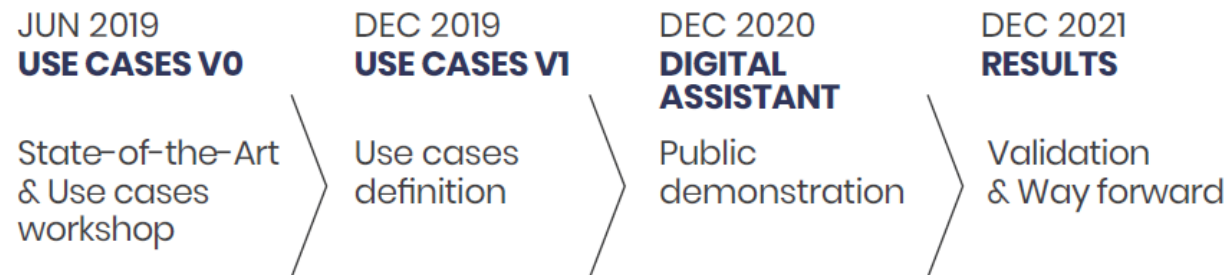 JUN 2019
USE CASES V0
State-of-the-Art
& Use cases
workshop
DEC 2019
USE CASES V1
Use cases
definition
DEC 2020
DIGITAL
ASSISTANT
Public
demonstration
DEC 2021
RESULTS
Validation
& Way forward